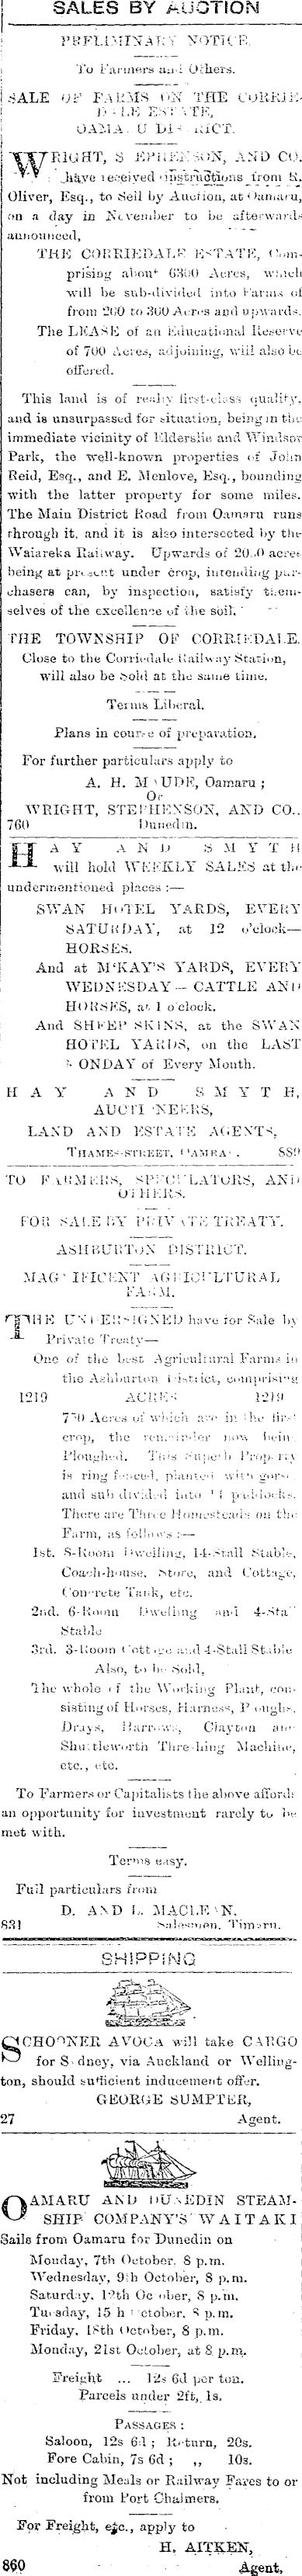 SALES BY AUCTION
PRELIMINARY NOTICE.
To Farmers and Others.
SALE OF FARMS ON THE CORRIE-
DALE ESTATE,
OAMARU DISTRICT.
WRIGHT, STEPHENSON, AND CO.
have received instructions from R.
Oliver, Esq., to Sell by Auction, at Oamaru,
on a day in November to be afterwards
announced,
THE CORRIEDALE ESTATE, Com-
prising about 6300 Acres, which
will be sub-divided into Farms of
from 200 to 300 Acres and upwards.
The LEASE of an Educational Reserve
of 700 Acres, adjoining, will also be
offered.
This land is of really first-class quality,
and is unsurpassed for situation, being in the
immediate vicinity of Elderslie and Windsor
Park, the well-known properties of John
Reid, Esq., and E. Menlove, Esq., bounding
with the latter property for some miles.
The Main District Road from Oamaru runs
through it, and it is also intersected by the
Waiareka Railway. Upwards of 2000 acres
being at present under crop, intending pur-
chasers can, by inspection, satisfy them-
selves of the excellence of the soil.
THE TOWNSHIP OF CORRIEDALE.
Close to the Corriedale Railway Station,
will also be Sold at the same time.
Terms Liberal.
Plans in course of preparation.
For further particulars apply to
A. H. MAUDE, Oamaru ;
Or
WRIGHT, STEPHENSON, AND CO.,
760 Dunedin.
HAY AND SMYTH
will hold WEEKLY SALES at the
undermentioned places :—
SWAN HOTEL YARDS, EVERY
SATURDAY, at 12 o'clock—
HORSES.
And at M'KAY'S YARDS, EVERY
WEDNESDAY — CATTLE AND
HORSES, at 1 o'clock.
And SHEEP SKINS, at the SWAN
HOTEL YARDS, on the LAST
MONDAY of Every Month.
HAY AND SMYTH,
AUCTIONEERS,
LAND AND ESTATE AGENTS,
THAMES-STREET, OAMARU. 889
TO FARMERS, SPECULATORS, AND
OTHERS.
FOR SALE BY PRIVATE TREATY.
ASHBURTON DISTRICT.
MAGNIFICENT AGRICULTURAL
FARM.
THE UNDERSIGNED have for Sale by
Private Treaty—
One of the best Agricultural Farms in
the Ashburton District, comprising
1219 ACRES 1219
750 Acres of which are in the first
crop, the remainder now being
Ploughed. This Superb Property
is ring fenced, planted with gorse,
and sub divided into paddocks.
There are Three Homesteads on the
Farm, as follows :—
1st. 8-Room Dwelling, 14-Stall Stable,
Coach-house, Store, and Cottage,
Concrete Tank, etc.
2nd. 6-Room Dwelling and 4-Stall
Stable
3rd. 3-Room Cottage and 4-Stall Stable
Also, to be Sold,
The whole of the Working Plant, con-
sisting of Horses, Harness, Ploughs,
Drays, Harrows, Clayton and
Shuttleworth Threshing Machine,
etc., etc.
To Farmers or Capitalists the above affords
an opportunity for investment rarely to be
met with.
Terms easy.
Full particulars from
D. AND L. MACLEAN,
831 Salesmen, Timaru.
SHIPPING
SCHOONER AVOCA will take CARGO
for Sydney, via Auckland or Welling-
ton, should sufficient inducement offer.
GEORGE SUMPTER,
27 Agent.
OAMARU AND DUNEDIN STEAM-
SHIP COMPANY'S WAITAKI
Sails from Oamaru for Dunedin on
Monday, 7th October, 8 p.m.
Wednesday, 9th October, 8 p.m.
Saturday, 12th October, 8 p.m.
Tuesday, 15th October, 8 p.m.
Friday, 18th October, 8 p.m.
Monday, 21st October, at 8 p.m.
Freight ... 12s 6d per ton.
Parcels under 2ft, 1s.
PASSAGES :
Saloon, 12s 6d ; Return, 20s.
Fore Cabin, 7s 6d ; ,, 10s.
Not including Meals or Railway Fares to or
from Port Chalmers.
For Freight, etc., apply to
H. AITKEN,
860 Agent,